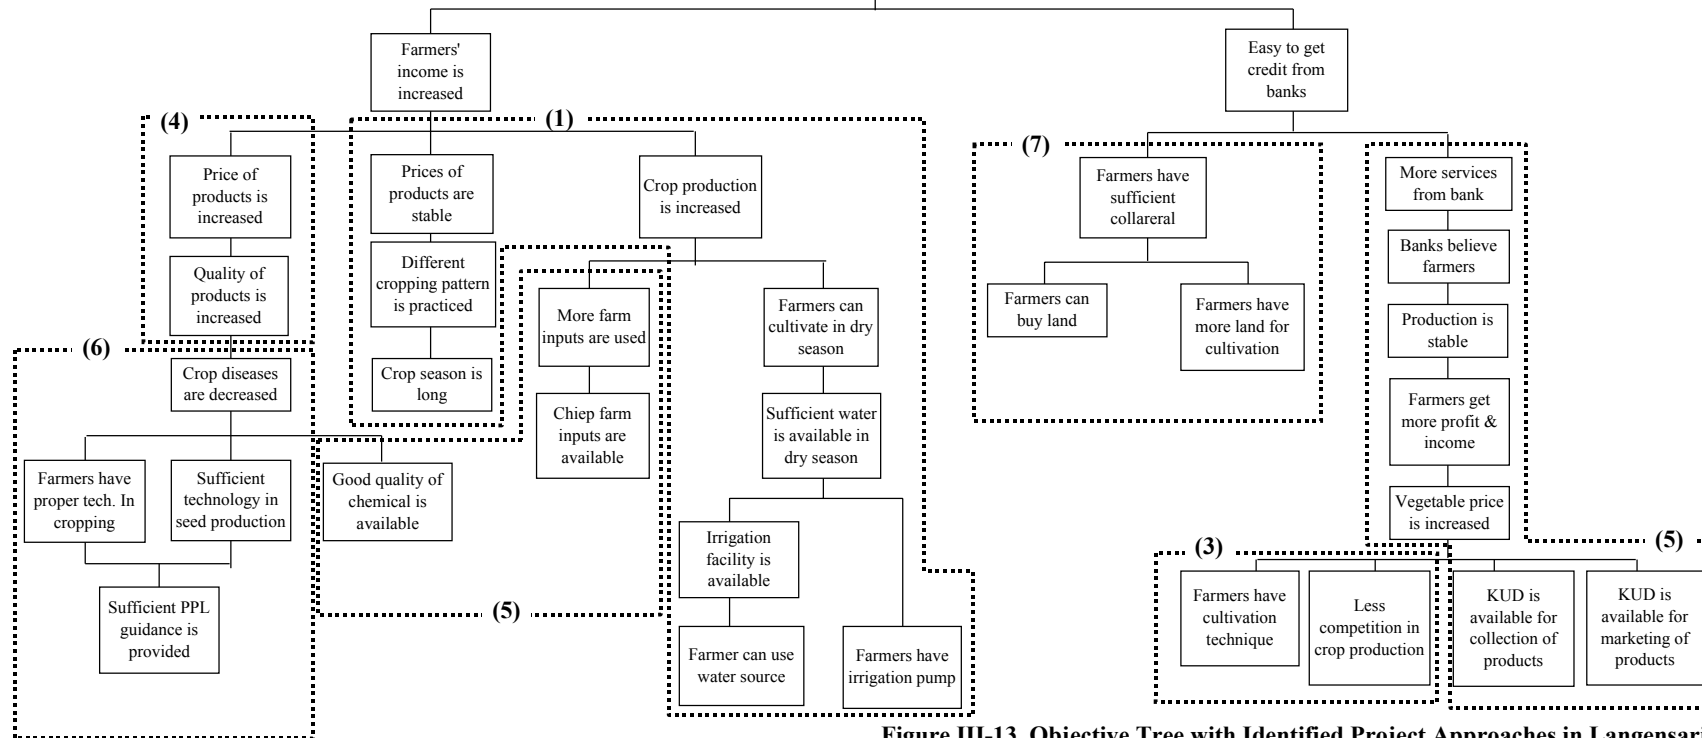 Farmers'
income is
increased
Easy to get
credit from
banks
(4)
(1)
(7)
Price of
products is
increased
Prices of
products are
stable
Crop production
is increased
Farmers have
sufficient
collareral
More services
from bank
Quality of
products is
increased
Different
cropping pattern
is practiced
More farm
inputs are used
Farmers can
cultivate in dry
season
Farmers can
buy land
Farmers have
more land for
cultivation
Banks believe
farmers
Production is
stable
(6)
Crop diseases
are decreased
Crop season is
long
Chiep farm
inputs are
available
Sufficient water
is available in
dry season
Farmers get
more profit &
income
Farmers have
proper tech. In
cropping
Sufficient
technology in
seed production
Good quality of
chemical is
available
Vegetable price
is increased
Irrigation
facility is
available
(3)
(5)
Sufficient PPL
guidance is
provided
(5)
Farmer can use
water source
Farmers have
irrigation pump
Farmers have
cultivation
technique
Less
competition in
crop production
KUD is
available for
collection of
products
KUD is
available for
marketing of
products
Figure III-13 Objective Tree with Identified Project Approaches in Langensari